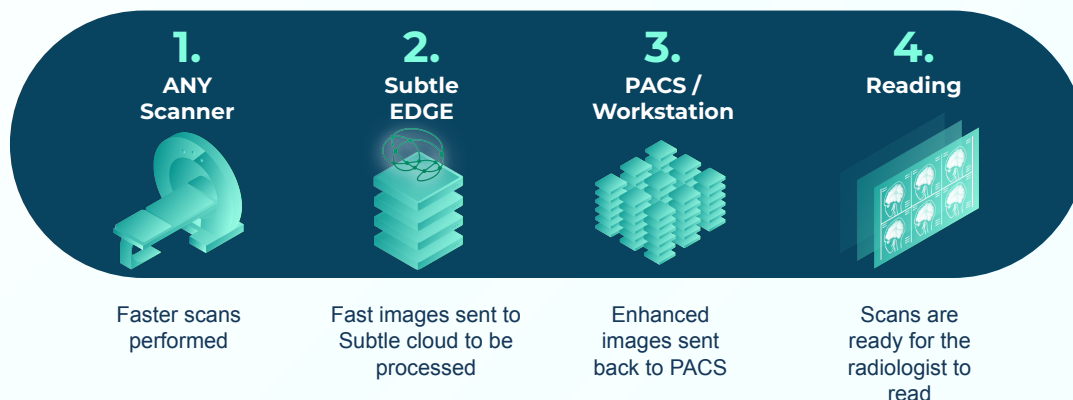 1.
ANY
Scanner
2.
Subtle
EDGE
3.
PACS /
Workstation
4.
Reading
Faster scans
performed
Fast images sent to
Subtle cloud to be
processed
Enhanced
images sent
back to PACS
Scans are
ready for the
radiologist to
read